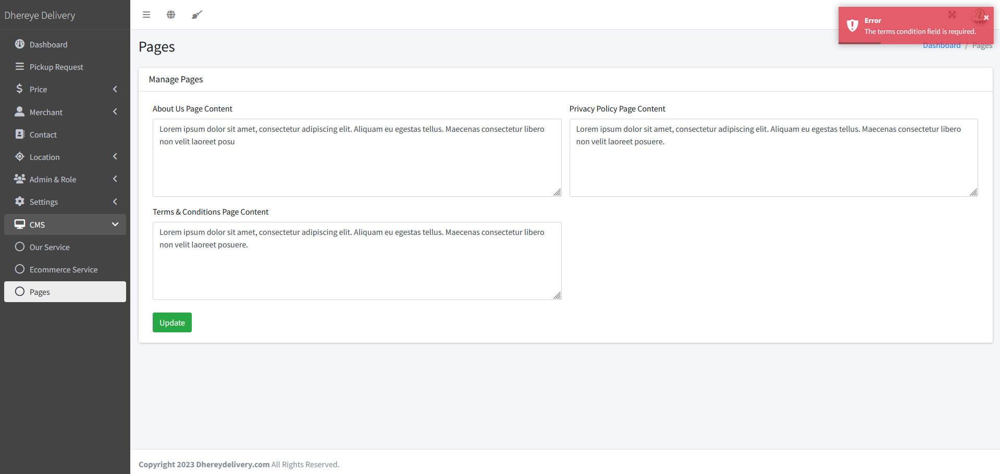 Dhereye Delivery
Error
The terms condition field is required.
Dashboard
Pages
Dashboard / Pages
Pickup Request
Manage Pages
Price
About Us Page Content
Privacy Policy Page Content
Merchant
Lorem ipsum dolor sit amet, consectetur adipiscing elit. Aliquam eu egestas tellus. Maecenas consectetur libero
non velit laoreet posu
Lorem ipsum dolor sit amet, consectetur adipiscing elit. Aliquam eu egestas tellus. Maecenas consectetur libero
non velit laoreet posuere.
Contact
Location
Admin & Role
Settings
Terms & Conditions Page Content
CMS
Lorem ipsum dolor sit amet, consectetur adipiscing elit. Aliquam eu egestas tellus. Maecenas consectetur libero
non velit laoreet posuere.
Our Service
Ecommerce Service
Pages
Update
Copyright 2023 Dhereydelivery.com All Rights Reserved.